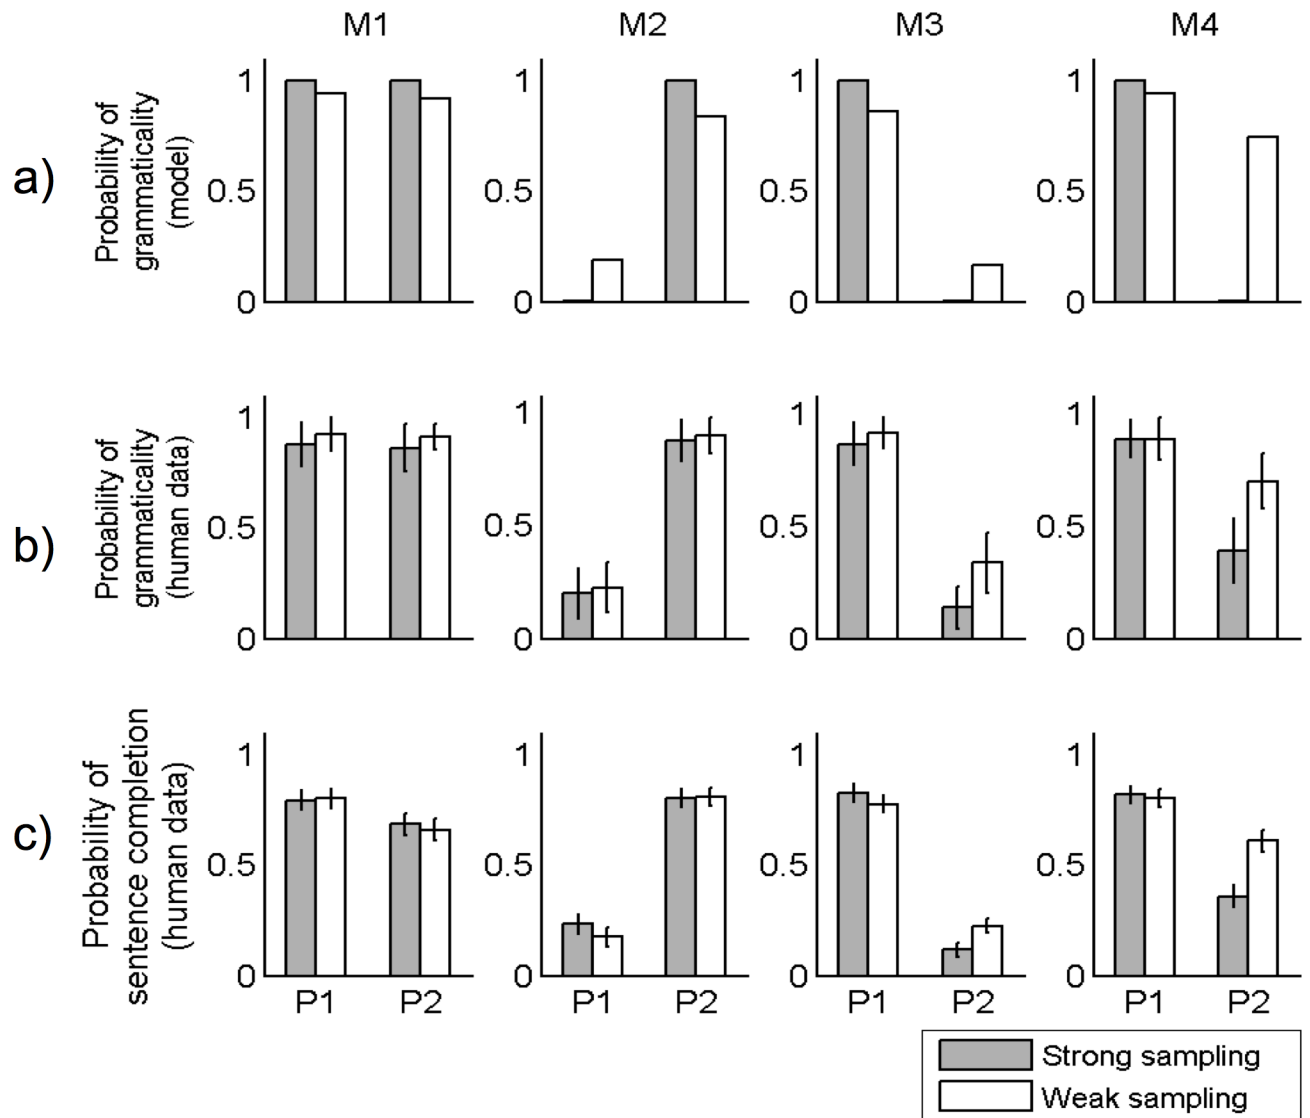 M1 M2 M3 M4
a)
Probability of
grammaticality
(model)
1 1 1 1
0.5 0.5 0.5 0.5
0 0 0 0
b)
Probability of
grammaticality
(human data)
1 1 1 1
0.5 0.5 0.5 0.5
0 0 0 0
c)
Probability of
sentence completion
(human data)
1 1 1 1
0.5 0.5 0.5 0.5
0 0 0 0
P1 P2 P1 P2 P1 P2 P1 P2
Strong sampling
Weak sampling